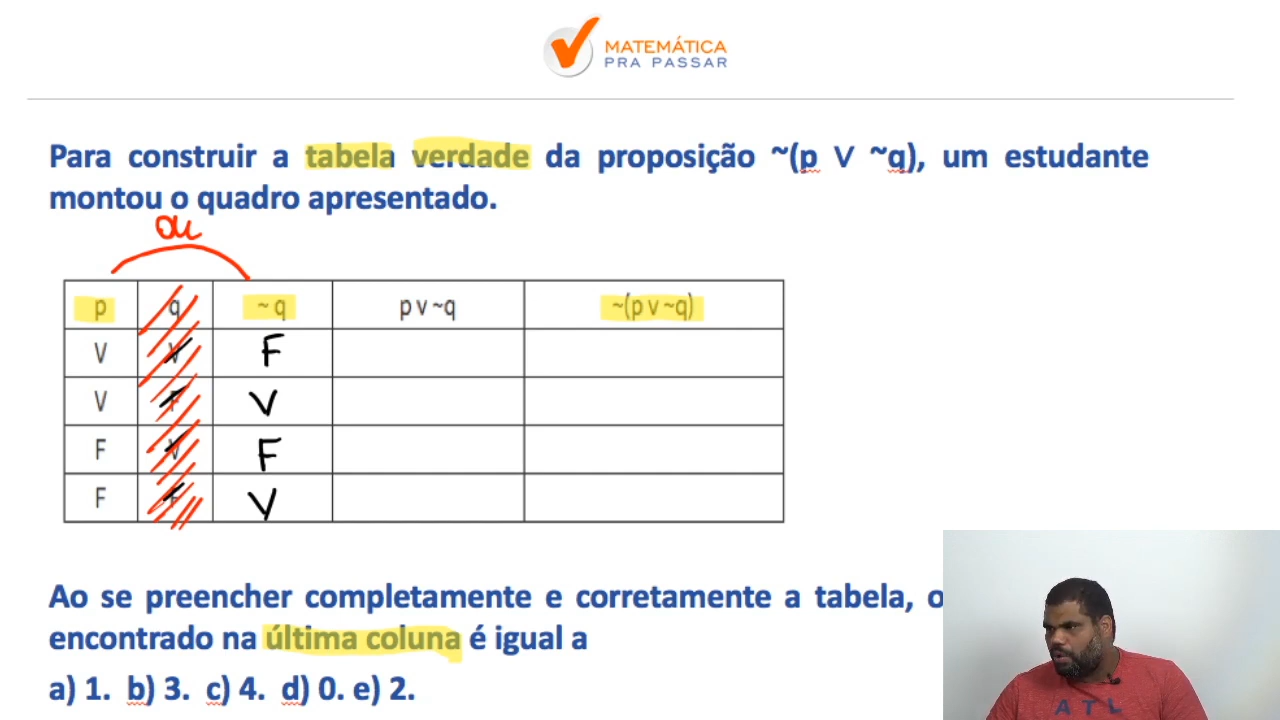 MATEMÁTICA
PRA PASSAR
Para construir a tabela verdade da proposição ~(p ∨ ~q), um estudante
montou o quadro apresentado.
ou
p q ~q p v ~q ~(p v ~q)
V V F
V F V
F V F
F F V
Ao se preencher completamente e corretamente a tabela, o
encontrado na última coluna é igual a
a) 1. b) 3. c) 4. d) 0. e) 2.
ATL